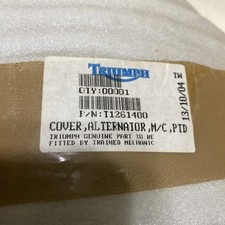 TRIUMPH
QTY:00001
P/N:T1261400
COVER,ALTERNATOR,M/C,PTD
TRIUMPH GENUINE PART TO BE
FITTED BY TRAINED MECHANIC
TW
13/10/04